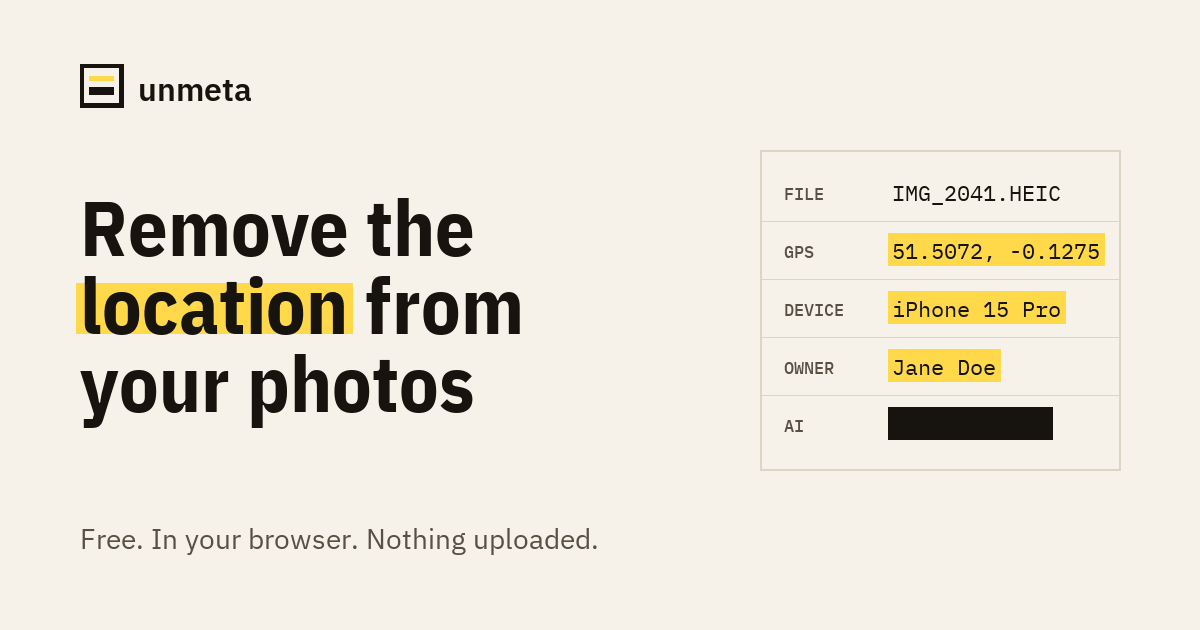 unmeta
Remove the
location from
your photos
Free. In your browser. Nothing uploaded.
FILE IMG_2041.HEIC
GPS 51.5072, -0.1275
DEVICE iPhone 15 Pro
OWNER Jane Doe
AI